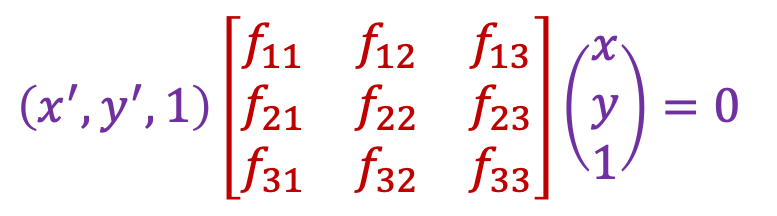 (x′, y′, 1) [f₁₁ f₁₂ f₁₃ (x
f₂₁ f₂₂ f₂₃ y
f₃₁ f₃₂ f₃₃] 1) = 0